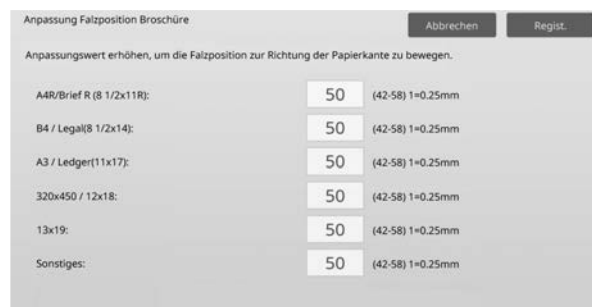 Anpassung Falzposition Broschüre
Abbrechen Regist.
Anpassungswert erhöhen, um die Falzposition zur Richtung der Papierkante zu bewegen.
A4R/Brief R (8 1/2x11R): 50 (42-58) 1=0.25mm
B4 / Legal(8 1/2x14): 50 (42-58) 1=0.25mm
A3 / Ledger(11x17): 50 (42-58) 1=0.25mm
320x450 / 12x18: 50 (42-58) 1=0.25mm
13x19: 50 (42-58) 1=0.25mm
Sonstiges: 50 (42-58) 1=0.25mm